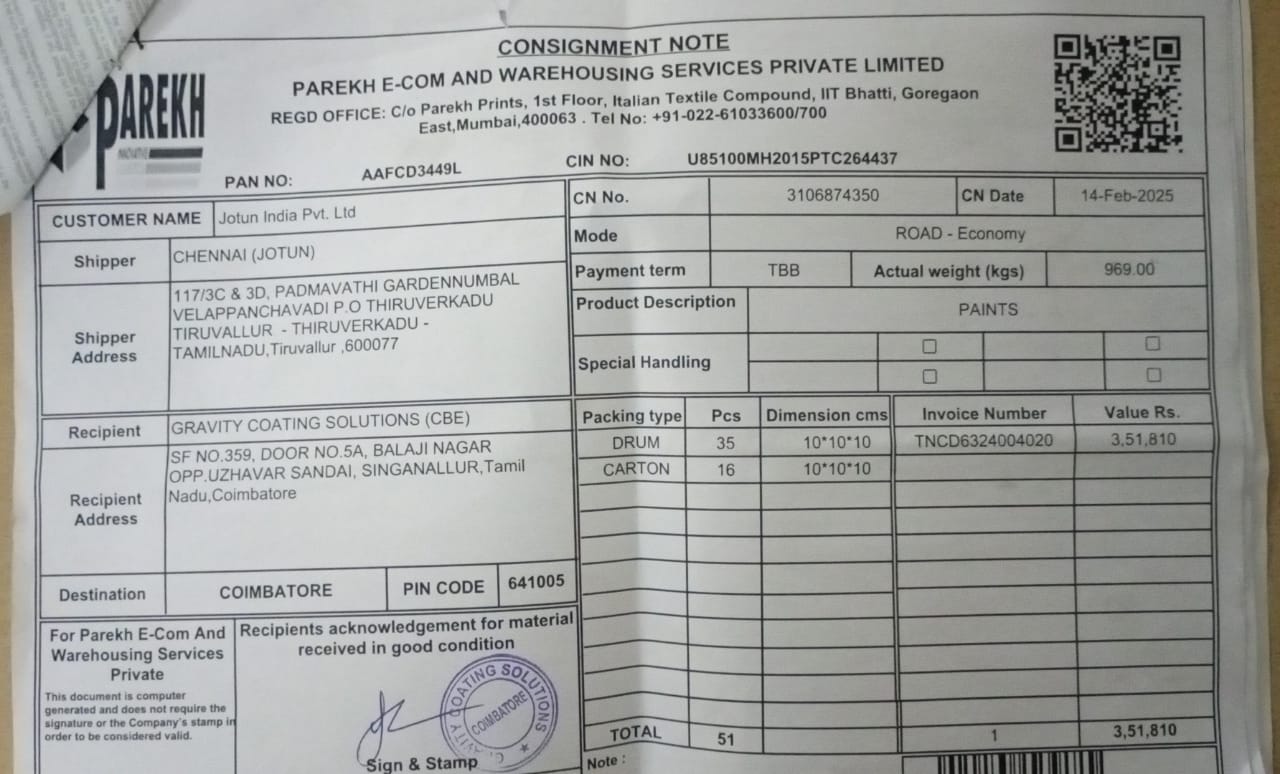 CONSIGNMENT NOTE
PAREKH E-COM AND WAREHOUSING SERVICES PRIVATE LIMITED
REGD OFFICE: C/o Parekh Prints, 1st Floor, Italian Textile Compound, IIT Bhatti, Goregaon
East,Mumbai,400063 . Tel No: +91-022-61033600/700
PAREKH
INNOVATIVE
PAN NO: AAFCD3449L CIN NO: U85100MH2015PTC264437
CUSTOMER NAME Jotun India Pvt. Ltd
Shipper CHENNAI (JOTUN)
Shipper Address
117/3C & 3D, PADMAVATHI GARDENNUMBAL
VELAPPANCHAVADI P.O THIRUVERKADU
TIRUVALLUR - THIRUVERKADU -
TAMILNADU,Tiruvallur ,600077
CN No. 3106874350 CN Date 14-Feb-2025
Mode ROAD - Economy
Payment term TBB Actual weight (kgs) 969.00
Product Description PAINTS
Special Handling
Recipient GRAVITY COATING SOLUTIONS (CBE)
Recipient Address
SF NO.359, DOOR NO.5A, BALAJI NAGAR
OPP.UZHAVAR SANDAI, SINGANALLUR,Tamil
Nadu,Coimbatore
Destination COIMBATORE PIN CODE 641005
Packing type Pcs Dimension cms Invoice Number Value Rs.
DRUM 35 10*10*10 TNCD6324004020 3,51,810
CARTON 16 10*10*10
TOTAL 51 1 3,51,810
Note :
For Parekh E-Com And
Warehousing Services
Private
This document is computer
generated and does not require the
signature or the Company's stamp in
order to be considered valid.
Recipients acknowledgement for material
received in good condition
COATING SOLUTIONS
COIMBATORE
Sign & Stamp